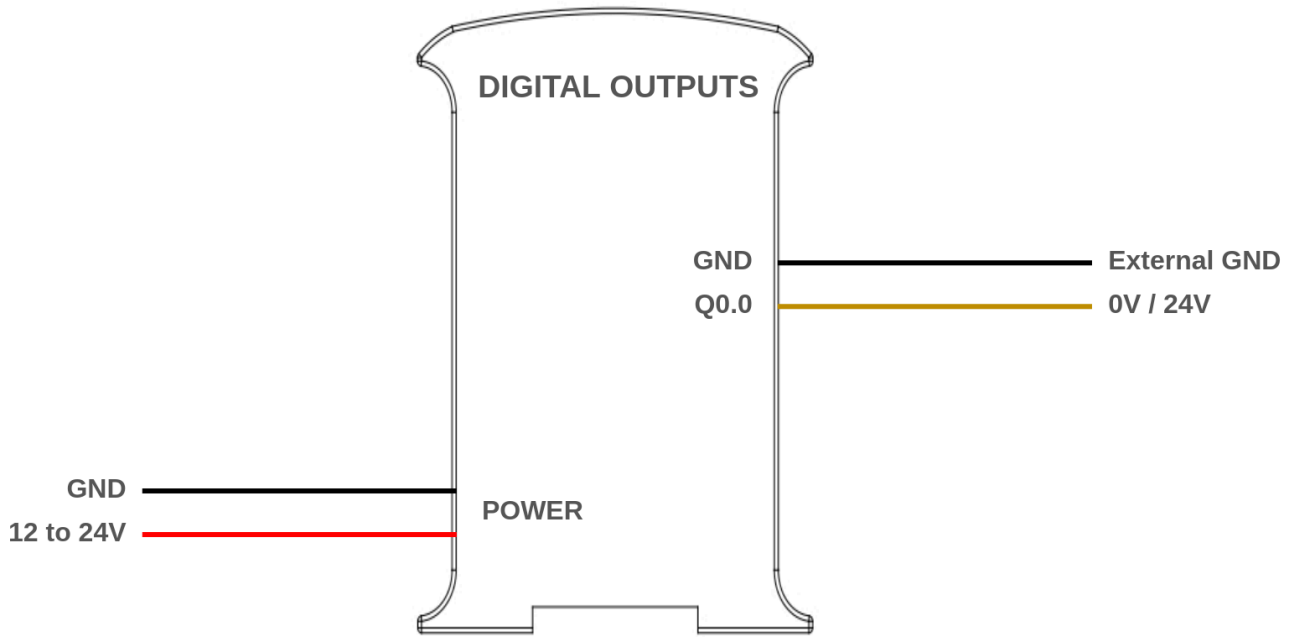 DIGITAL OUTPUTS
GND External GND
Q0.0 0V / 24V
GND
POWER
12 to 24V